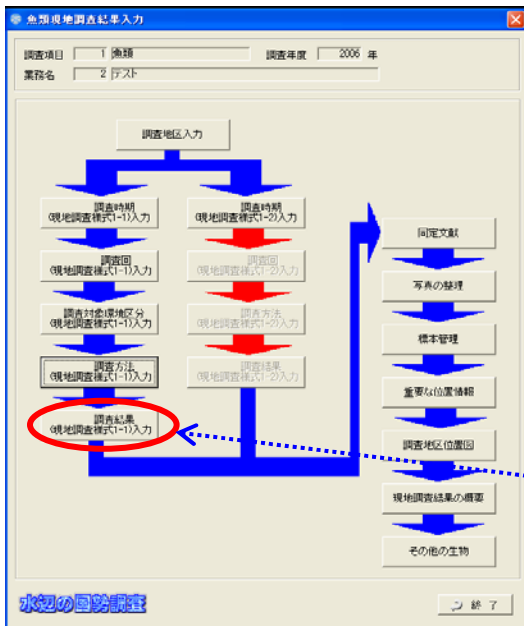 魚類現地調査結果入力
調査項目 1 魚類 調査年度 2006 年
業務名 2 テスト
調査地区入力
調査時期
(現地調査様式1-1)入力
調査回
(現地調査様式1-1)入力
調査対象環境区分
(現地調査様式1-1)入力
調査方法
(現地調査様式1-1)入力
調査結果
(現地調査様式1-1)入力
調査時期
(現地調査様式1-2)入力
調査回
(現地調査様式1-2)入力
調査方法
(現地調査様式1-2)入力
調査結果
(現地調査様式1-2)入力
同定文献
写真の整理
標本管理
重要な位置情報
調査地区位置図
現地調査結果の概要
その他の生物
水辺の国勢調査
終 了